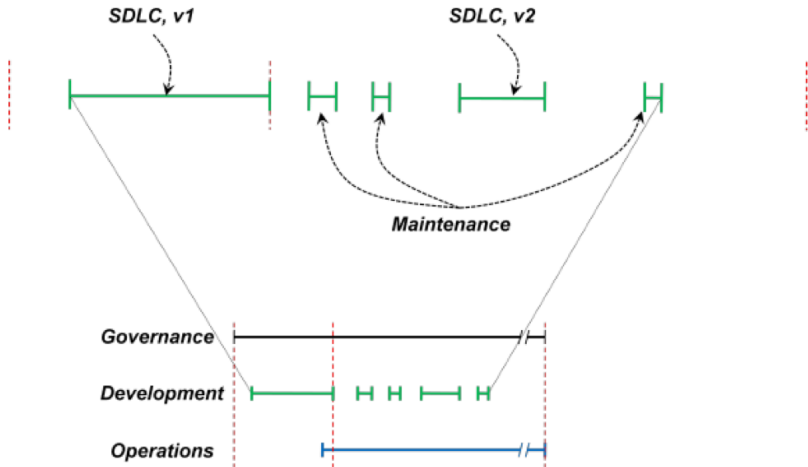 SDLC, v1
SDLC, v2
Maintenance
Governance
Development
Operations